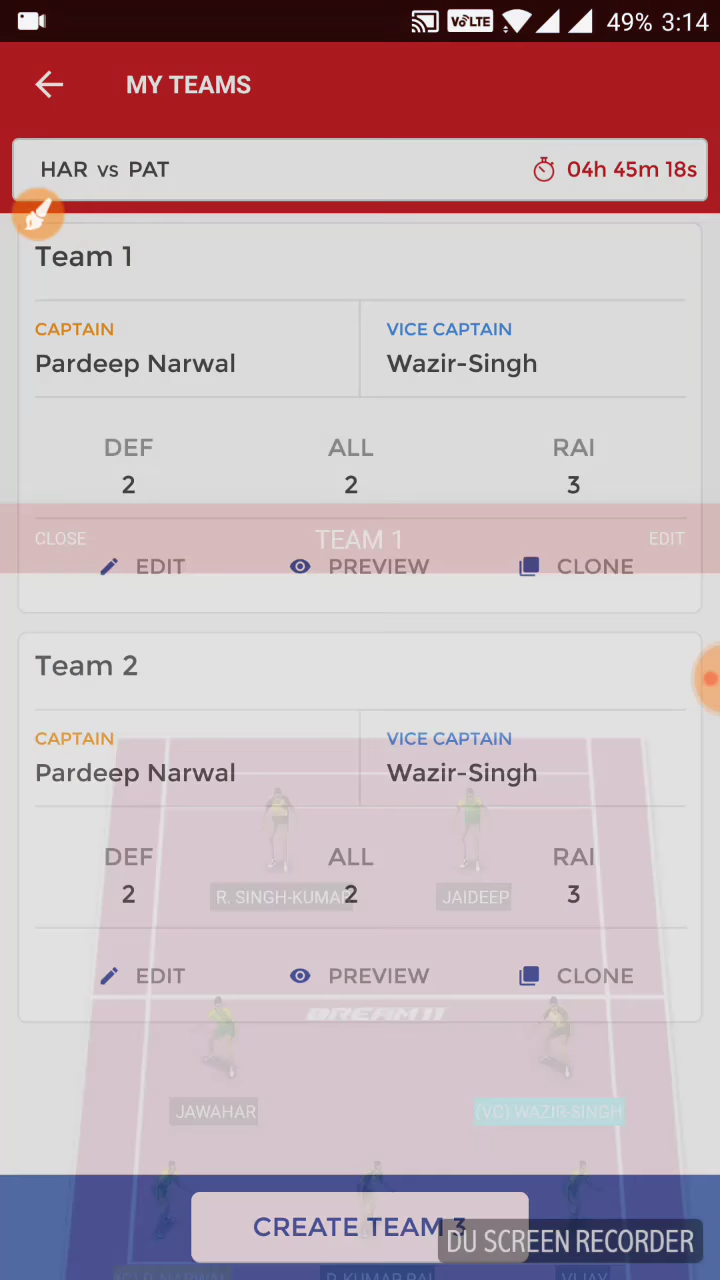 VoLTE 49% 3:14
MY TEAMS
HAR vs PAT 04h 45m 18s
Team 1
CAPTAIN VICE CAPTAIN
Pardeep Narwal Wazir-Singh
DEF ALL RAI
2 2 3
CLOSE TEAM 1 EDIT
EDIT PREVIEW CLONE
Team 2
CAPTAIN VICE CAPTAIN
Pardeep Narwal Wazir-Singh
DEF ALL RAI
2 2 3
R. SINGH-KUMAR JAIDEEP
EDIT PREVIEW CLONE
DREAM11
JAWAHAR (VC) WAZIR-SINGH
CREATE TEAM 3
DU SCREEN RECORDER
VIJAY